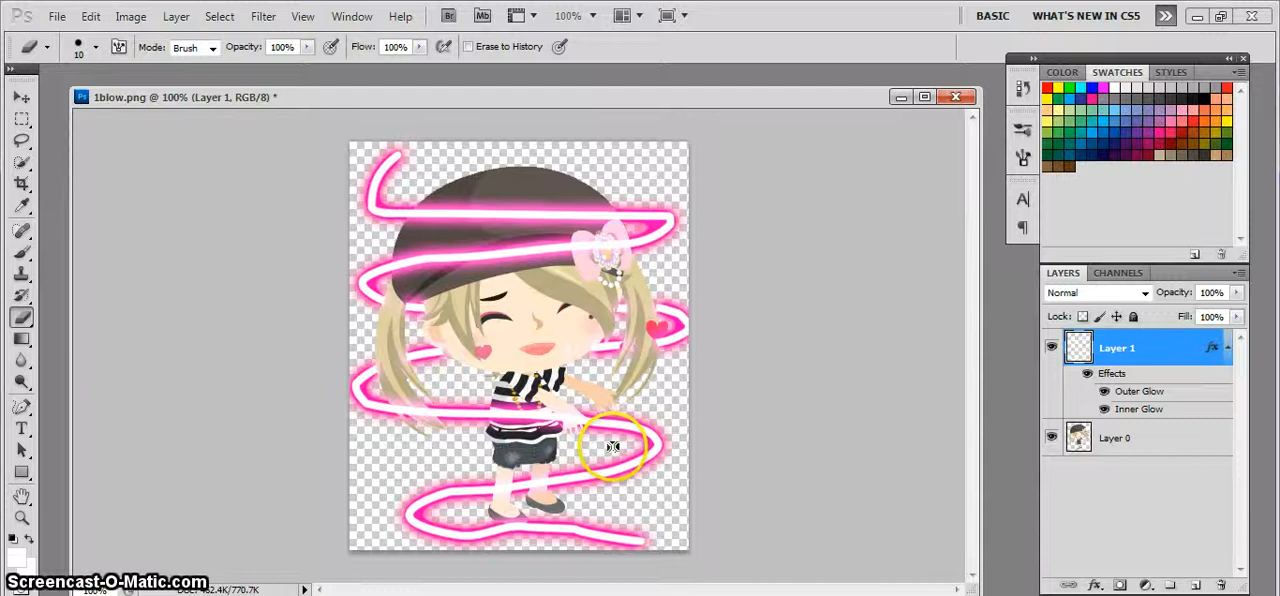 Ps File Edit Image Layer Select Filter View Window Help Br Mb 100% BASIC WHAT'S NEW IN CS5
10 Mode: Brush Opacity: 100% Flow: 100% Erase to History
COLOR SWATCHES STYLES
1blow.png @ 100% (Layer 1, RGB/8) *
LAYERS CHANNELS
Normal Opacity: 100%
Lock: Fill: 100%
Layer 1 fx
Effects
Outer Glow
Inner Glow
Layer 0
Screencast-O-Matic.com